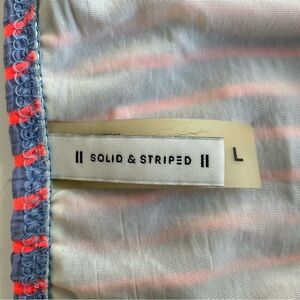 || SOLID & STRIPED || L